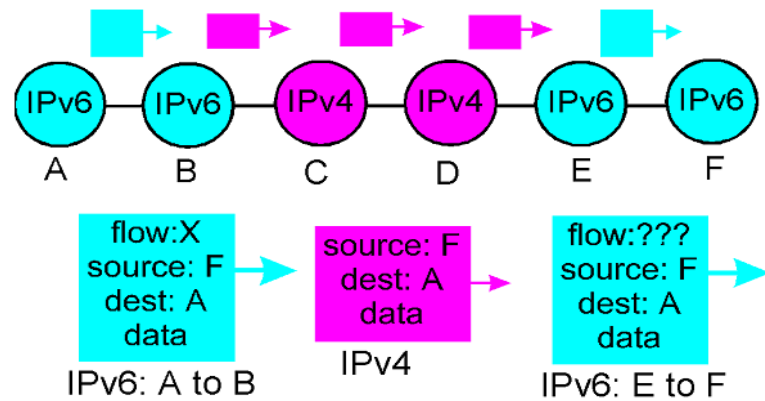 IPv6 IPv6 IPv4 IPv4 IPv6 IPv6
A B C D E F
flow:X
source: F
dest: A
data
IPv6: A to B
source: F
dest: A
data
IPv4
flow:???
source: F
dest: A
data
IPv6: E to F